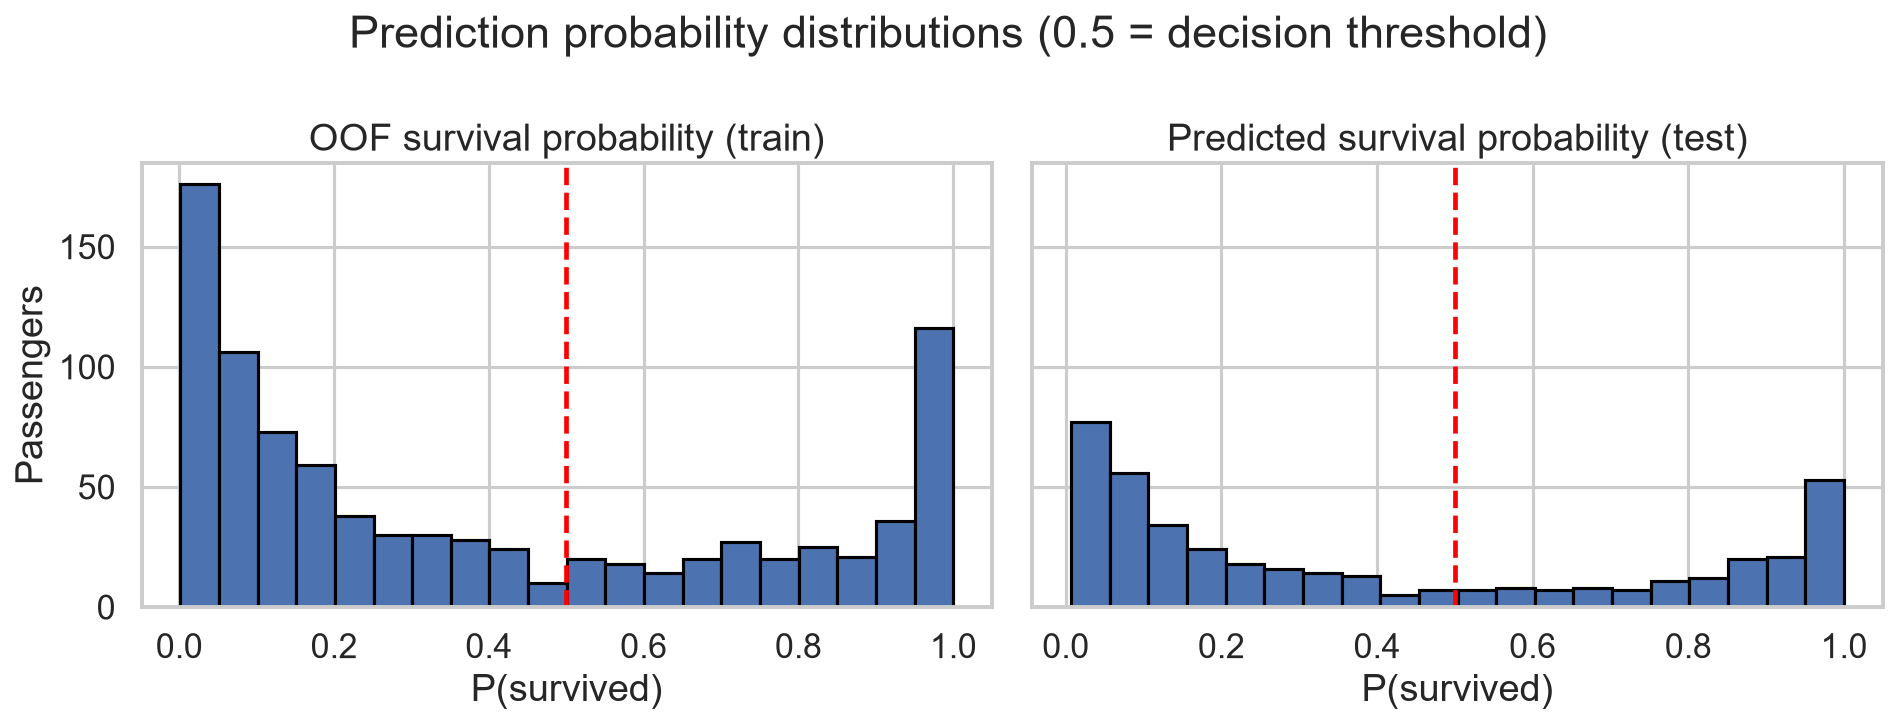 Prediction probability distributions (0.5 = decision threshold)
OOF survival probability (train)
Predicted survival probability (test)
Passengers
150
100
50
0
0.0 0.2 0.4 0.6 0.8 1.0
P(survived)
0.0 0.2 0.4 0.6 0.8 1.0
P(survived)